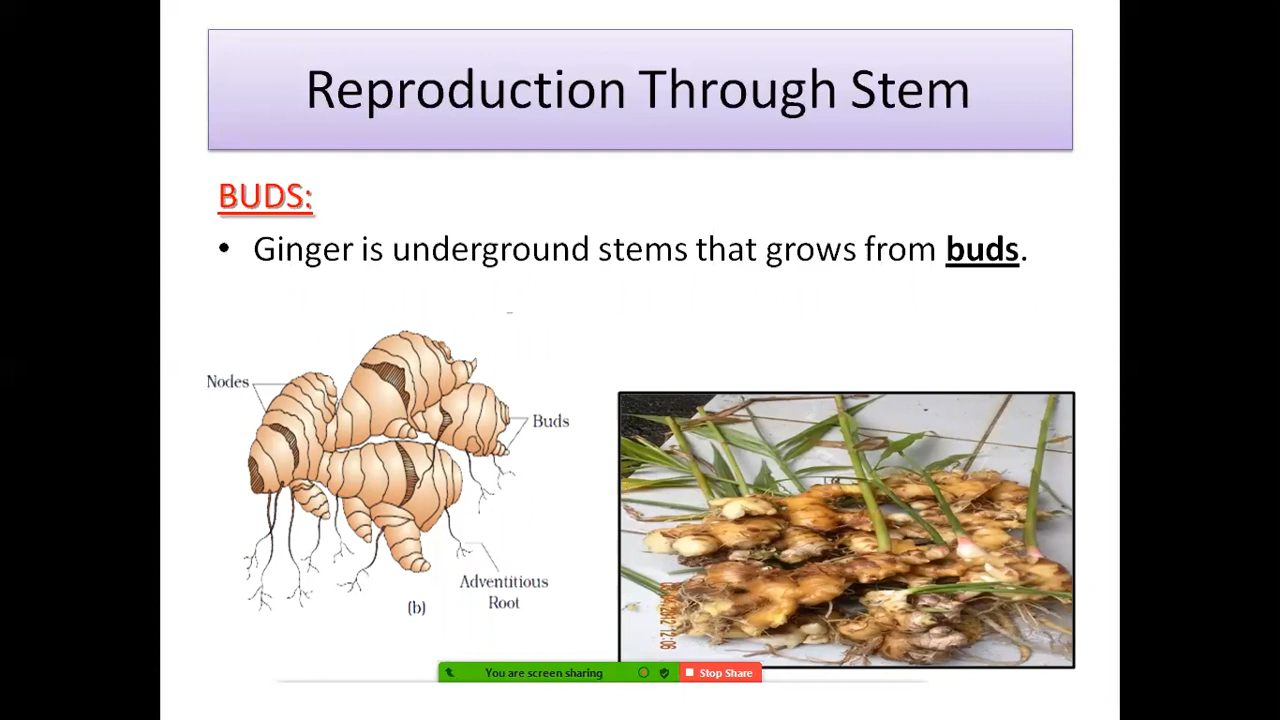 Reproduction Through Stem
BUDS:
• Ginger is underground stems that grows from buds.
Nodes
Buds
Adventitious
Root
(b)
You are screen sharing
Stop Share